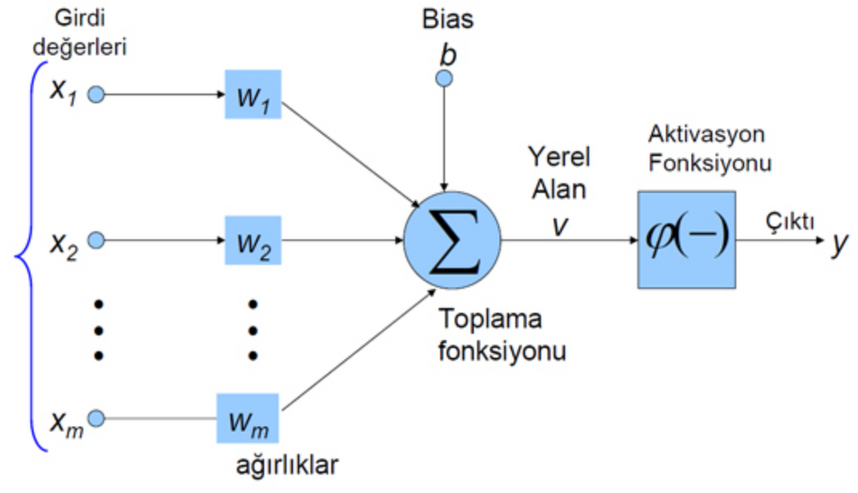 Girdi
değerleri
Bias
b
x1
w1
Yerel
Alan
v
Aktivasyon
Fonksiyonu
x2
w2
∑
φ(−)
Çıktı
y
Toplama
fonksiyonu
xm
wm
ağırlıklar